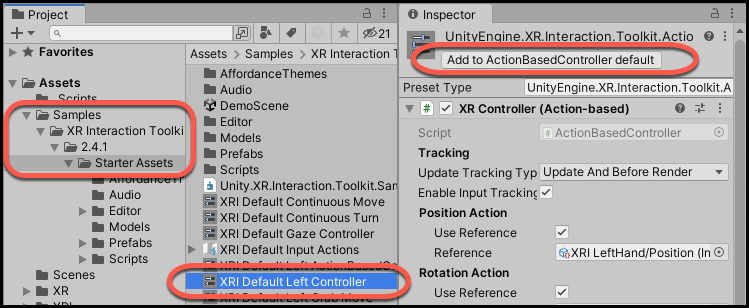 Project
21
Favorites
Assets
Scripts
Samples
XR Interaction Toolki
2.4.1
Starter Assets
Audio
Editor
Models
Prefabs
Scripts
Scenes
XR
XRI
Assets > Samples > XR Interaction T
AffordanceThemes
Audio
DemoScene
Editor
Models
Prefabs
Scripts
Unity.XR.Interaction.Toolkit.Sam
XRI Default Continuous Move
XRI Default Continuous Turn
XRI Default Gaze Controller
XRI Default Input Actions
XRI Default Left Controller
Inspector
UnityEngine.XR.Interaction.Toolkit.Actio
Add to ActionBasedController default
Preset Type
UnityEngine.XR.Interaction.Toolkit.A
# XR Controller (Action-based)
Script
# ActionBasedController
Tracking
Update Tracking Typ
Update And Before Render
Enable Input Tracking
Position Action
Use Reference
Reference
XRI LeftHand/Position (In
Rotation Action
Use Reference